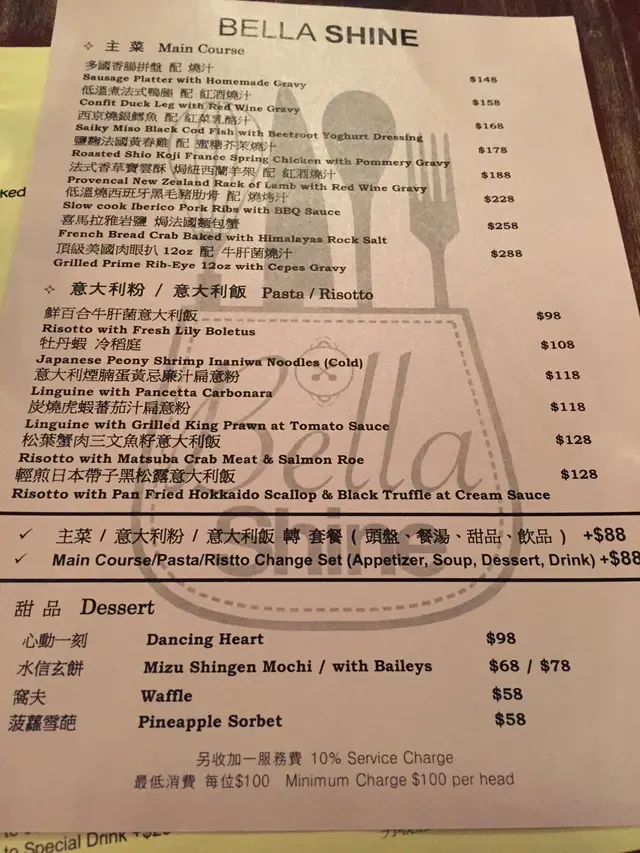 BELLA SHINE
✧ 主 菜 Main Course
多國香腸拼盤 配 燒汁
Sausage Platter with Homemade Gravy $148
低溫煮法式鴨腿 配 紅酒燒汁
Confit Duck Leg with Red Wine Gravy $158
西京燒銀鱈魚 配 紅菜乳酪汁
Saiky Miso Black Cod Fish with Beetroot Yoghurt Dressing $168
鹽麴法國黃春雞 配 蜜糖芥茉燒汁
Roasted Shio Koji France Spring Chicken with Pommery Gravy $178
法式香草寶雲酥 焗紐西蘭羊架 配 紅酒燒汁
Provencal New Zealand Rack of Lamb with Red Wine Gravy $188
低溫燒西班牙黑毛豬肋骨 配 燒烤汁
Slow cook Iberico Pork Ribs with BBQ Sauce $228
喜馬拉雅岩鹽 焗法國麵包蟹
French Bread Crab Baked with Himalayas Rock Salt $258
頂級美國肉眼扒 12oz 配 牛肝菌燒汁
Grilled Prime Rib-Eye 12oz with Cepes Gravy $288
✧ 意大利粉 / 意大利飯 Pasta / Risotto
鮮百合牛肝菌意大利飯 $98
Risotto with Fresh Lily Boletus
牡丹蝦 冷稻庭 $108
Japanese Peony Shrimp Inaniwa Noodles (Cold)
意大利煙腩蛋黃忌廉汁扁意粉 $118
Linguine with Pancetta Carbonara
炭燒虎蝦蕃茄汁扁意粉 $118
Linguine with Grilled King Prawn at Tomato Sauce
松葉蟹肉三文魚籽意大利飯 $128
Risotto with Matsuba Crab Meat & Salmon Roe
輕煎日本帶子黑松露意大利飯 $128
Risotto with Pan Fried Hokkaido Scallop & Black Truffle at Cream Sauce
Bella
Shine
✓ 主菜 / 意大利粉 / 意大利飯 轉 套餐 ( 頭盤、餐湯、甜品、飲品 ) +$88
✓ Main Course/Pasta/Ristto Change Set (Appetizer, Soup, Dessert, Drink) +$88
甜 品 Dessert
心動一刻 Dancing Heart $98
水信玄餅 Mizu Shingen Mochi / with Baileys $68 / $78
窩夫 Waffle $58
菠蘿雪葩 Pineapple Sorbet $58
另收加一服務費 10% Service Charge
最低消費 每位$100 Minimum Charge $100 per head
ked
to Special Drink +$20